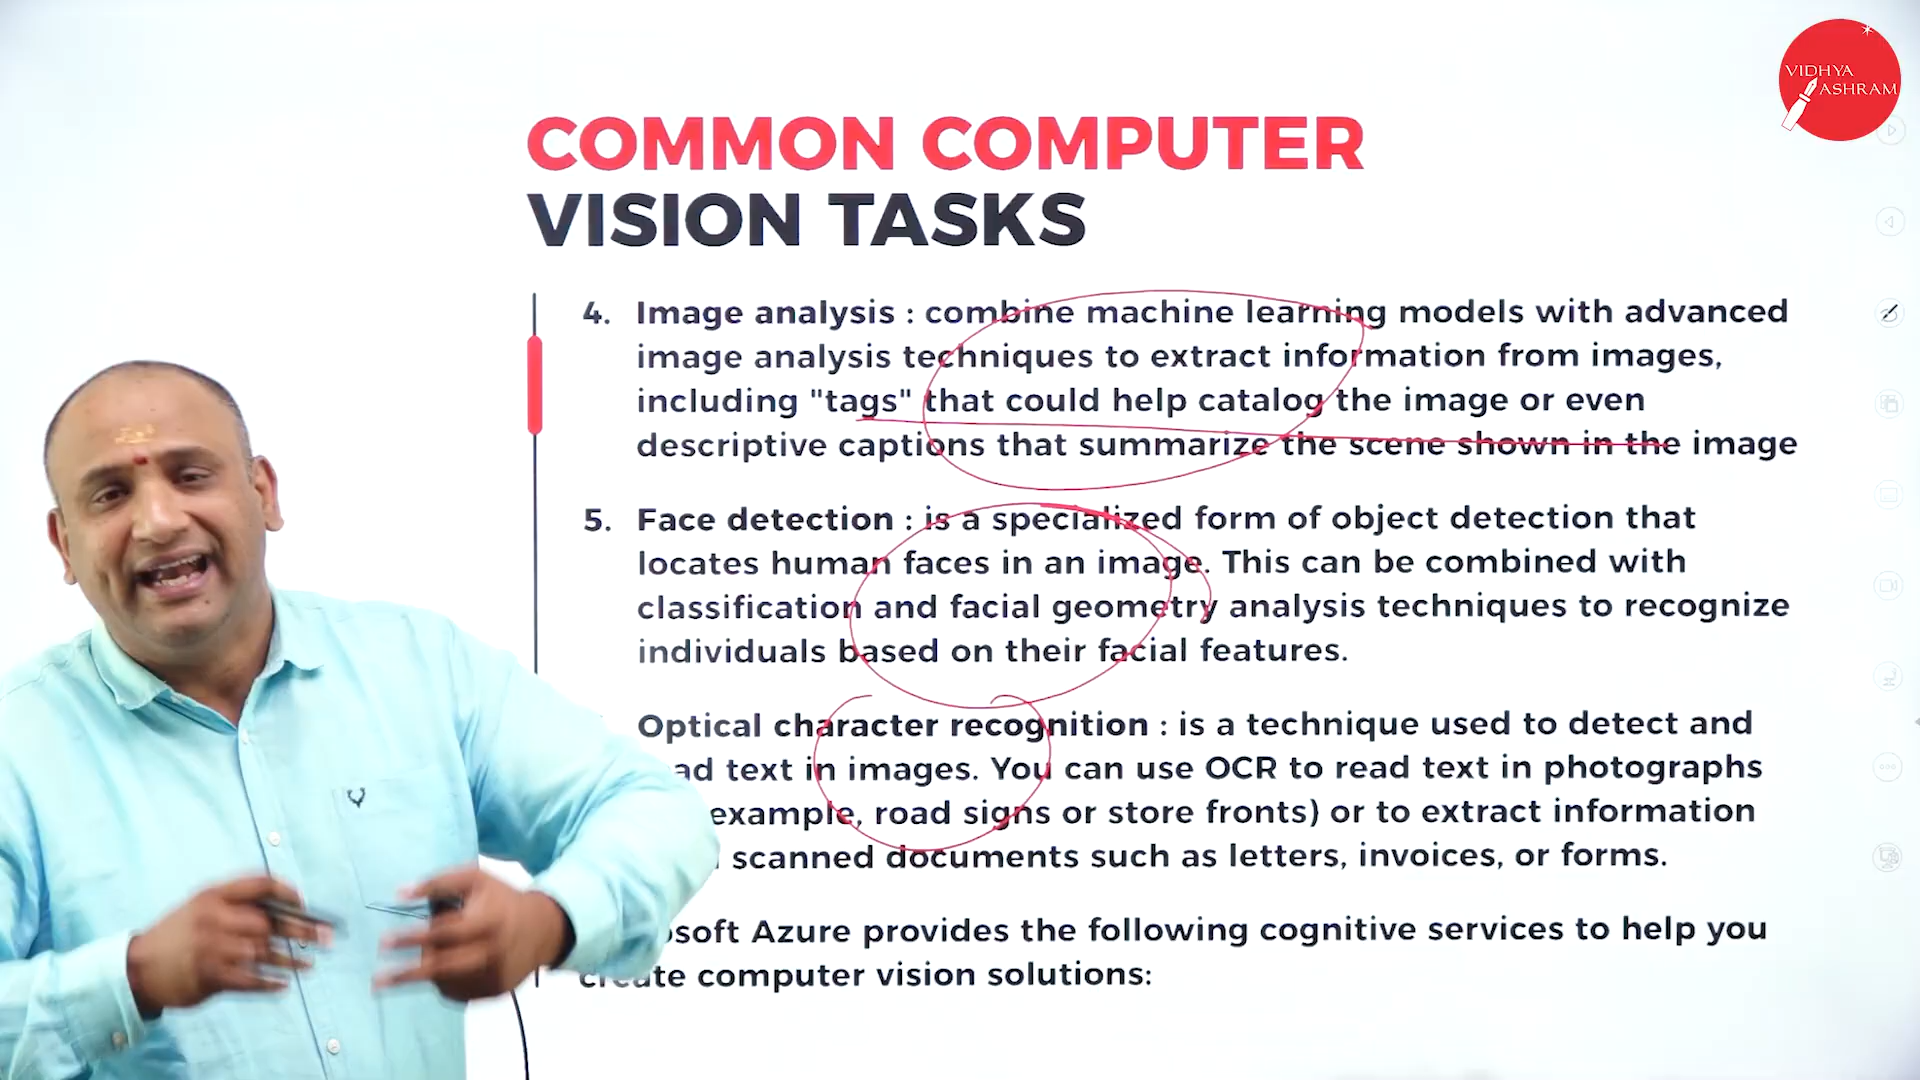 VIDHYA
ASHRAM
COMMON COMPUTER
VISION TASKS
4. Image analysis : combine machine learning models with advanced
image analysis techniques to extract information from images,
including "tags" that could help catalog the image or even
descriptive captions that summarize the scene shown in the image
5. Face detection : is a specialized form of object detection that
locates human faces in an image. This can be combined with
classification and facial geometry analysis techniques to recognize
individuals based on their facial features.
Optical character recognition : is a technique used to detect and
text in images. You can use OCR to read text in photographs
example, road signs or store fronts) or to extract information
scanned documents such as letters, invoices, or forms.
Azure provides the following cognitive services to help you
computer vision solutions: